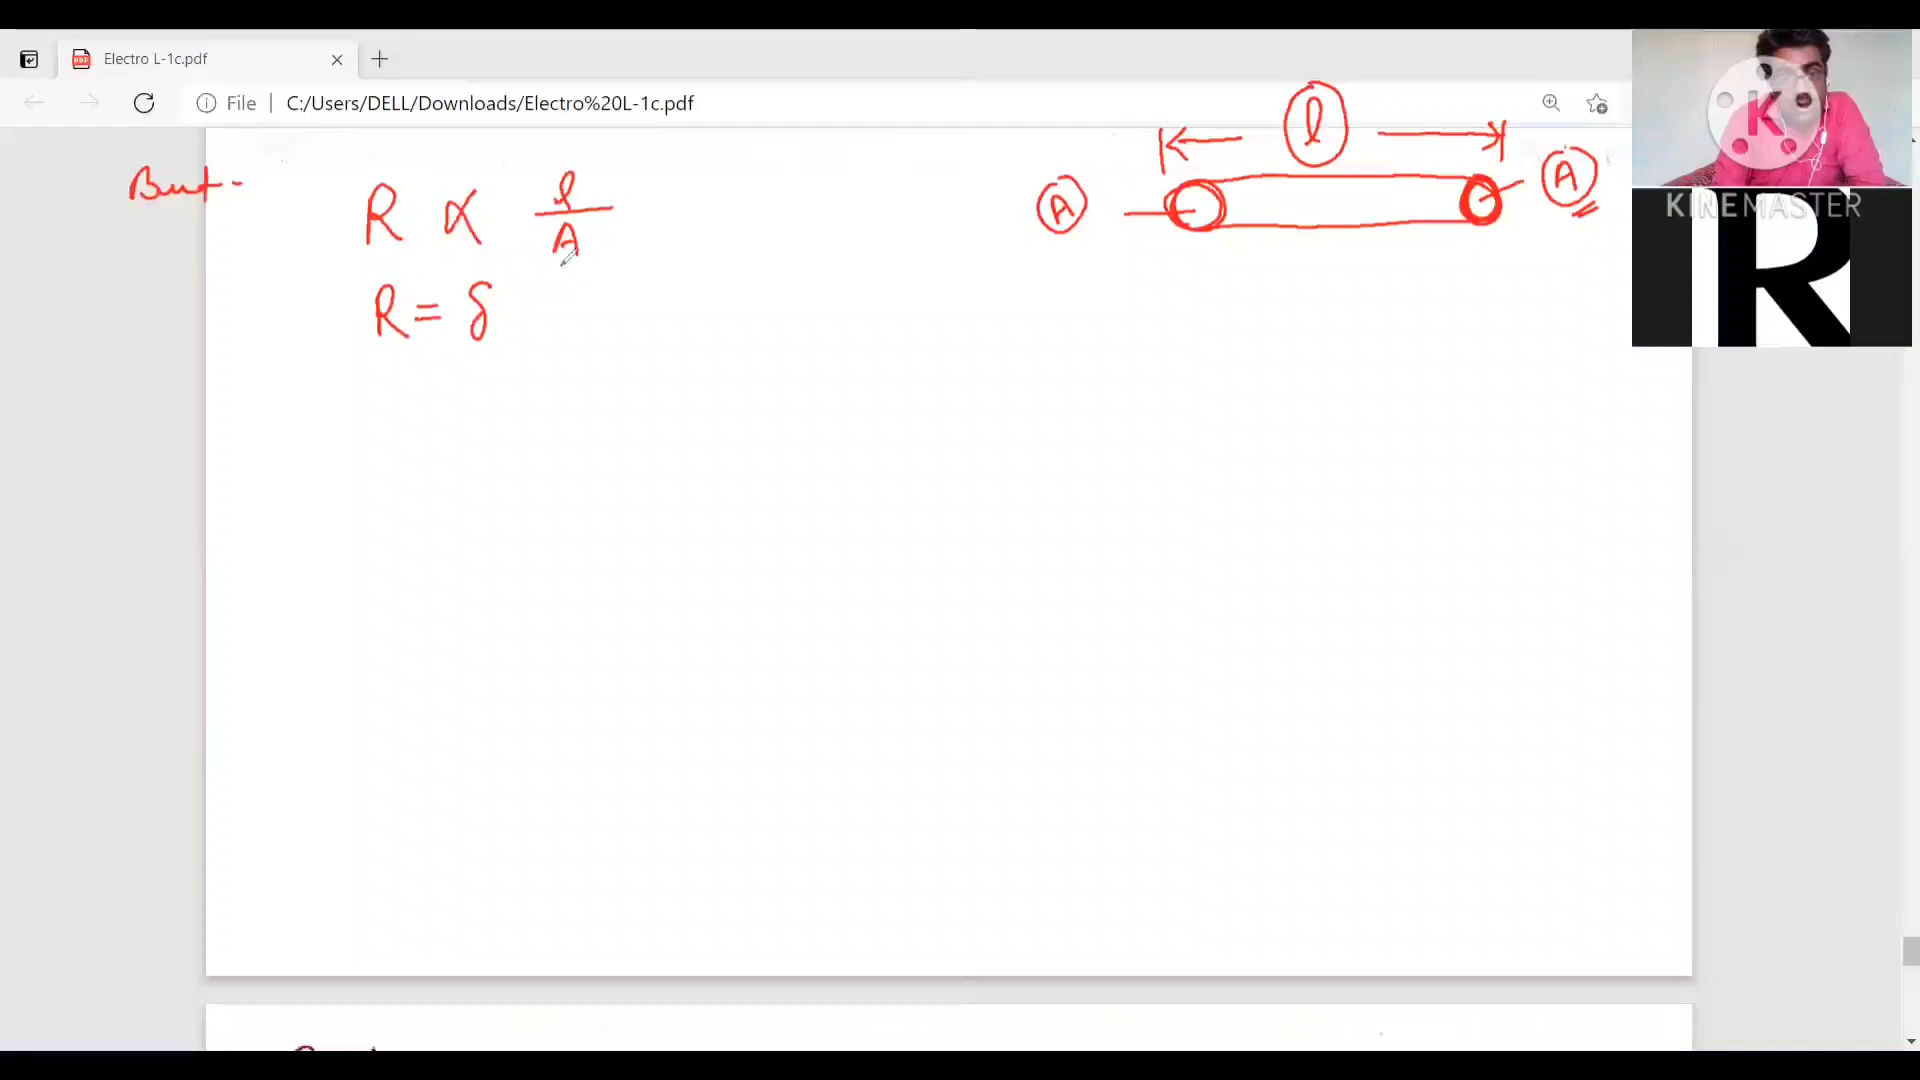 Electro L-1c.pdf
File | C:/Users/DELL/Downloads/Electro%20L-1c.pdf
K
KINEMASTER
R
l
A A
But-
R ∝ l/A
R = δ